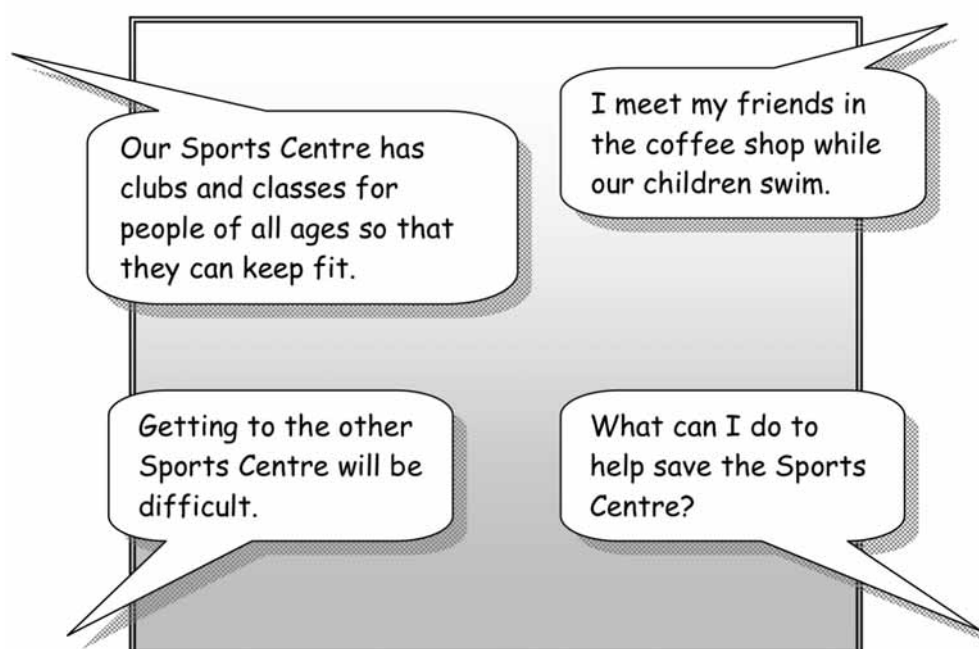 Our Sports Centre has
clubs and classes for
people of all ages so that
they can keep fit.
I meet my friends in
the coffee shop while
our children swim.
Getting to the other
Sports Centre will be
difficult.
What can I do to
help save the Sports
Centre?